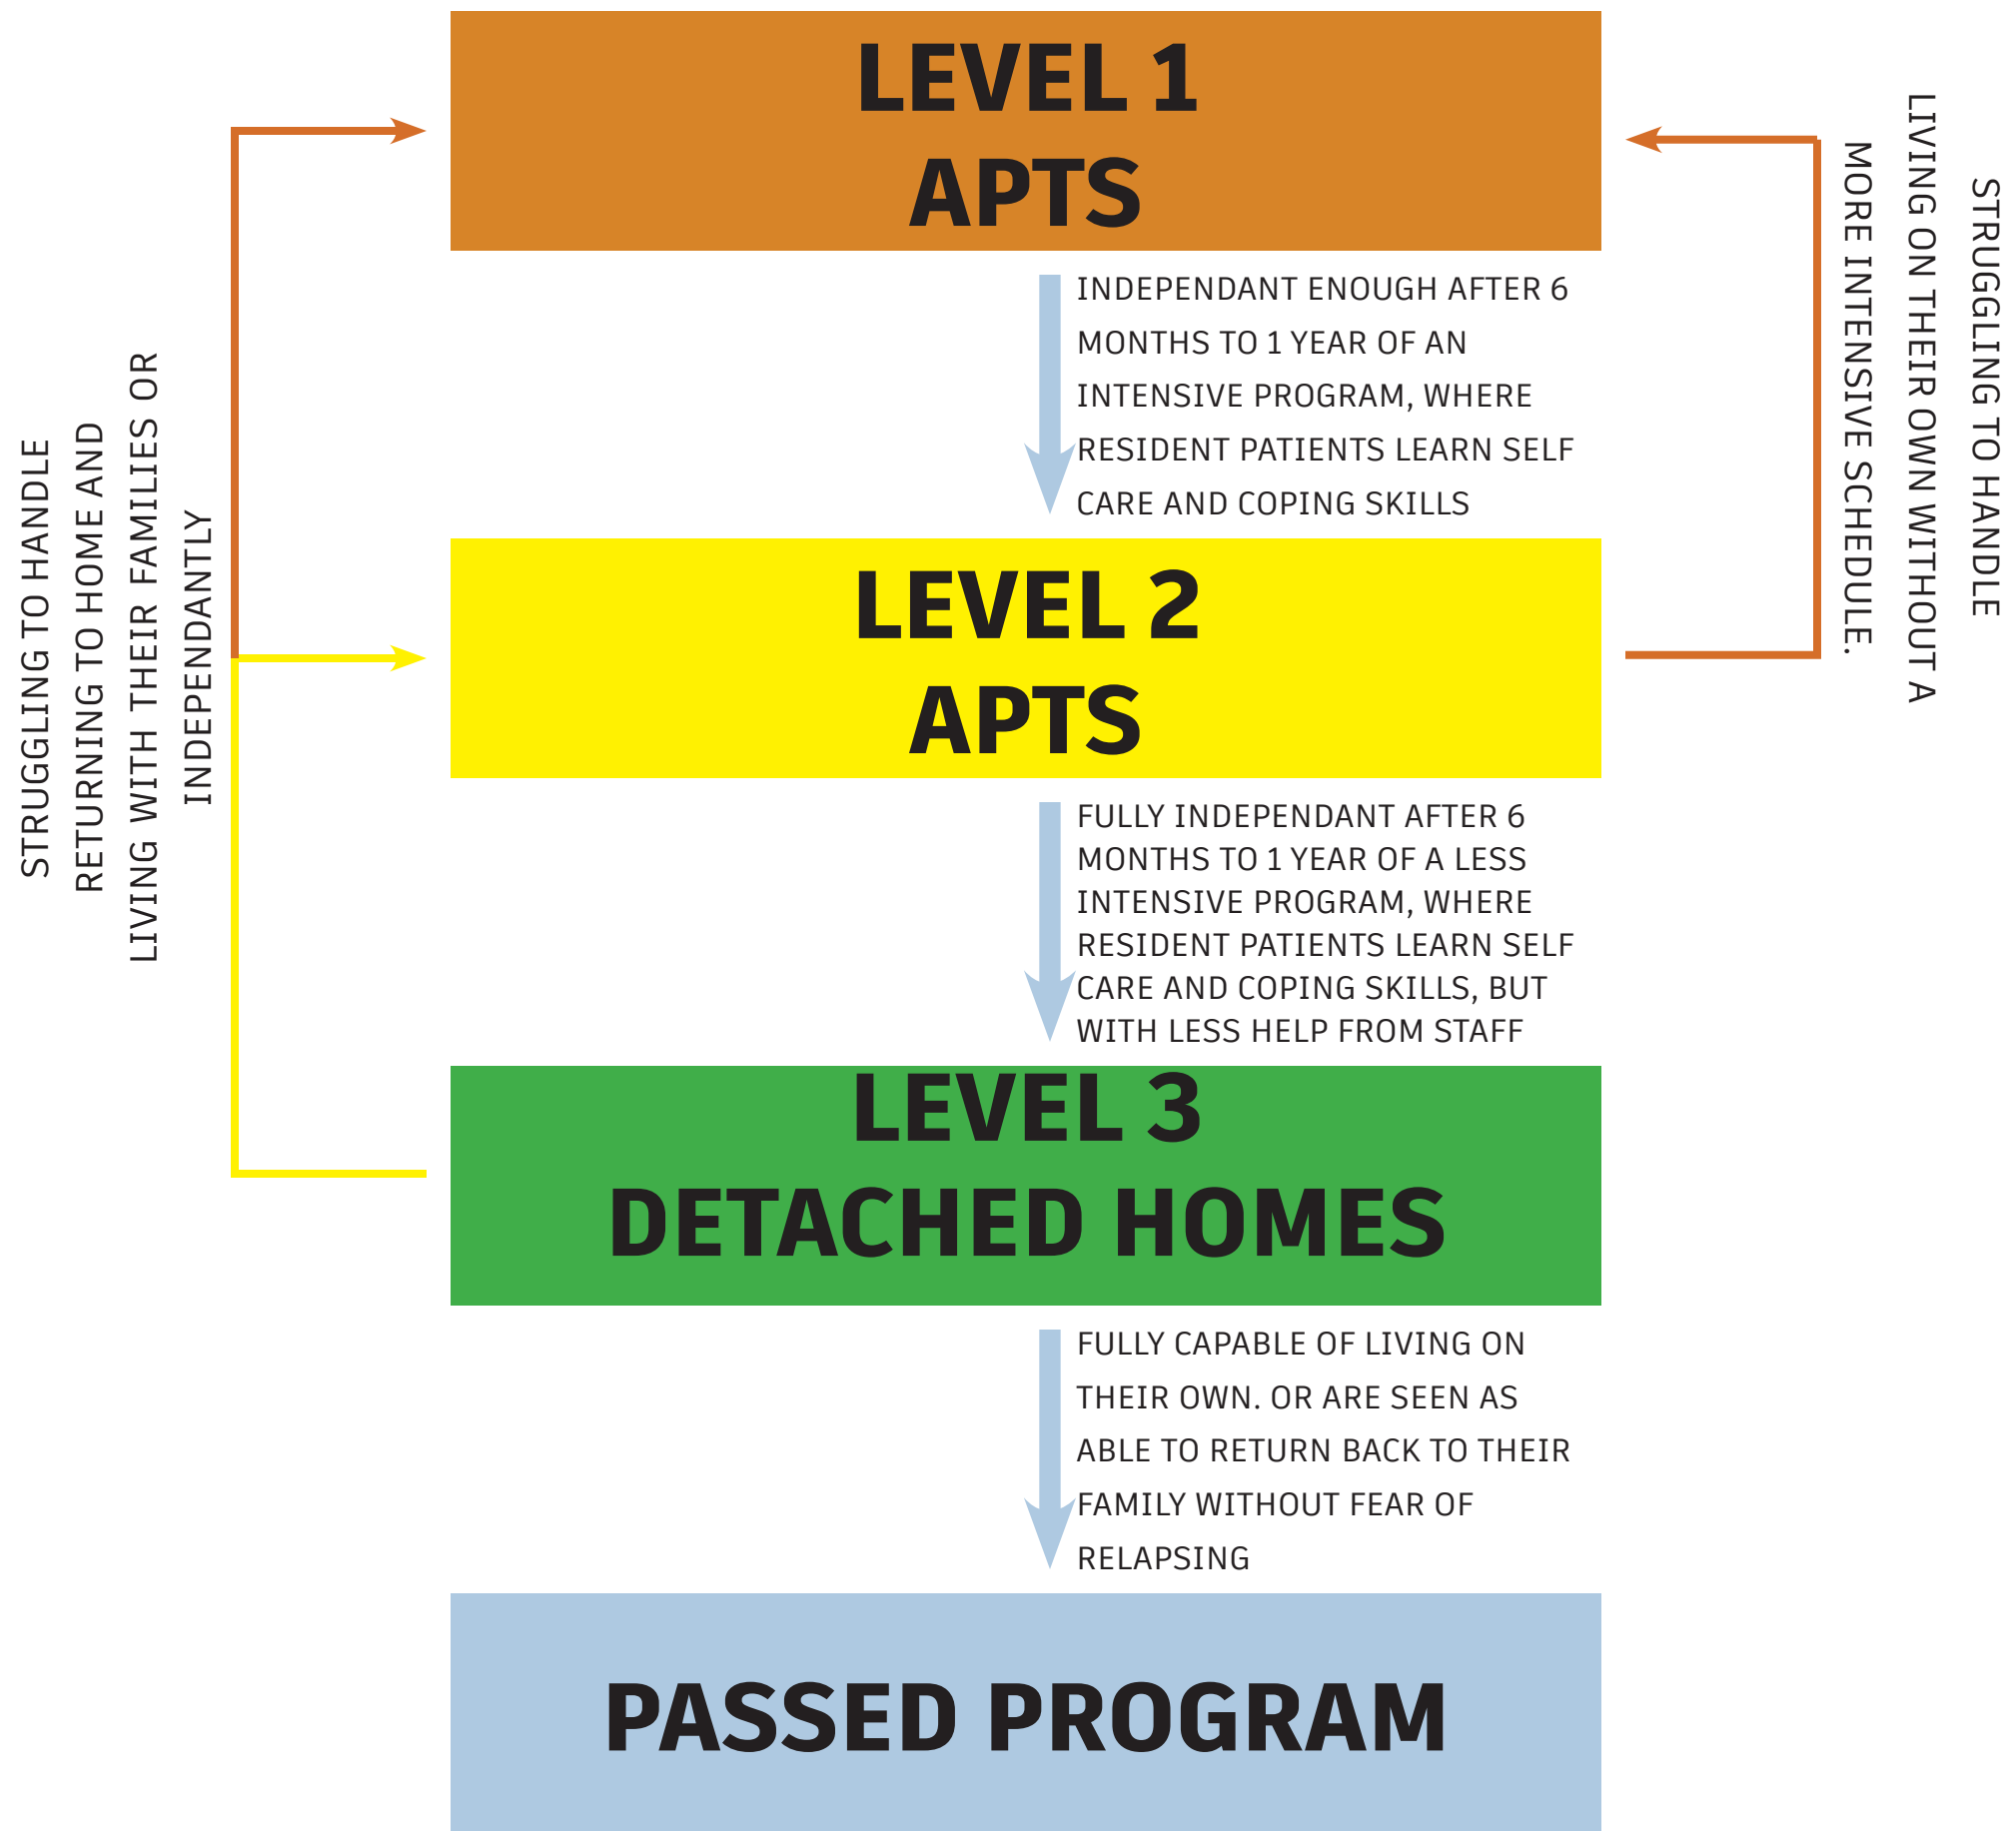 LEVEL 1
APTS
INDEPENDANT ENOUGH AFTER 6
MONTHS TO 1 YEAR OF AN
INTENSIVE PROGRAM, WHERE
RESIDENT PATIENTS LEARN SELF
CARE AND COPING SKILLS
LEVEL 2
APTS
FULLY INDEPENDANT AFTER 6
MONTHS TO 1 YEAR OF A LESS
INTENSIVE PROGRAM, WHERE
RESIDENT PATIENTS LEARN SELF
CARE AND COPING SKILLS, BUT
WITH LESS HELP FROM STAFF
LEVEL 3
DETACHED HOMES
FULLY CAPABLE OF LIVING ON
THEIR OWN. OR ARE SEEN AS
ABLE TO RETURN BACK TO THEIR
FAMILY WITHOUT FEAR OF
RELAPSING
PASSED PROGRAM
STRUGGLING TO HANDLE
RETURNING TO HOME AND
LIVING WITH THEIR FAMILIES OR
INDEPENDANTLY
STRUGGLING TO HANDLE
LIVING ON THEIR OWN WITHOUT A
MORE INTENSIVE SCHEDULE.